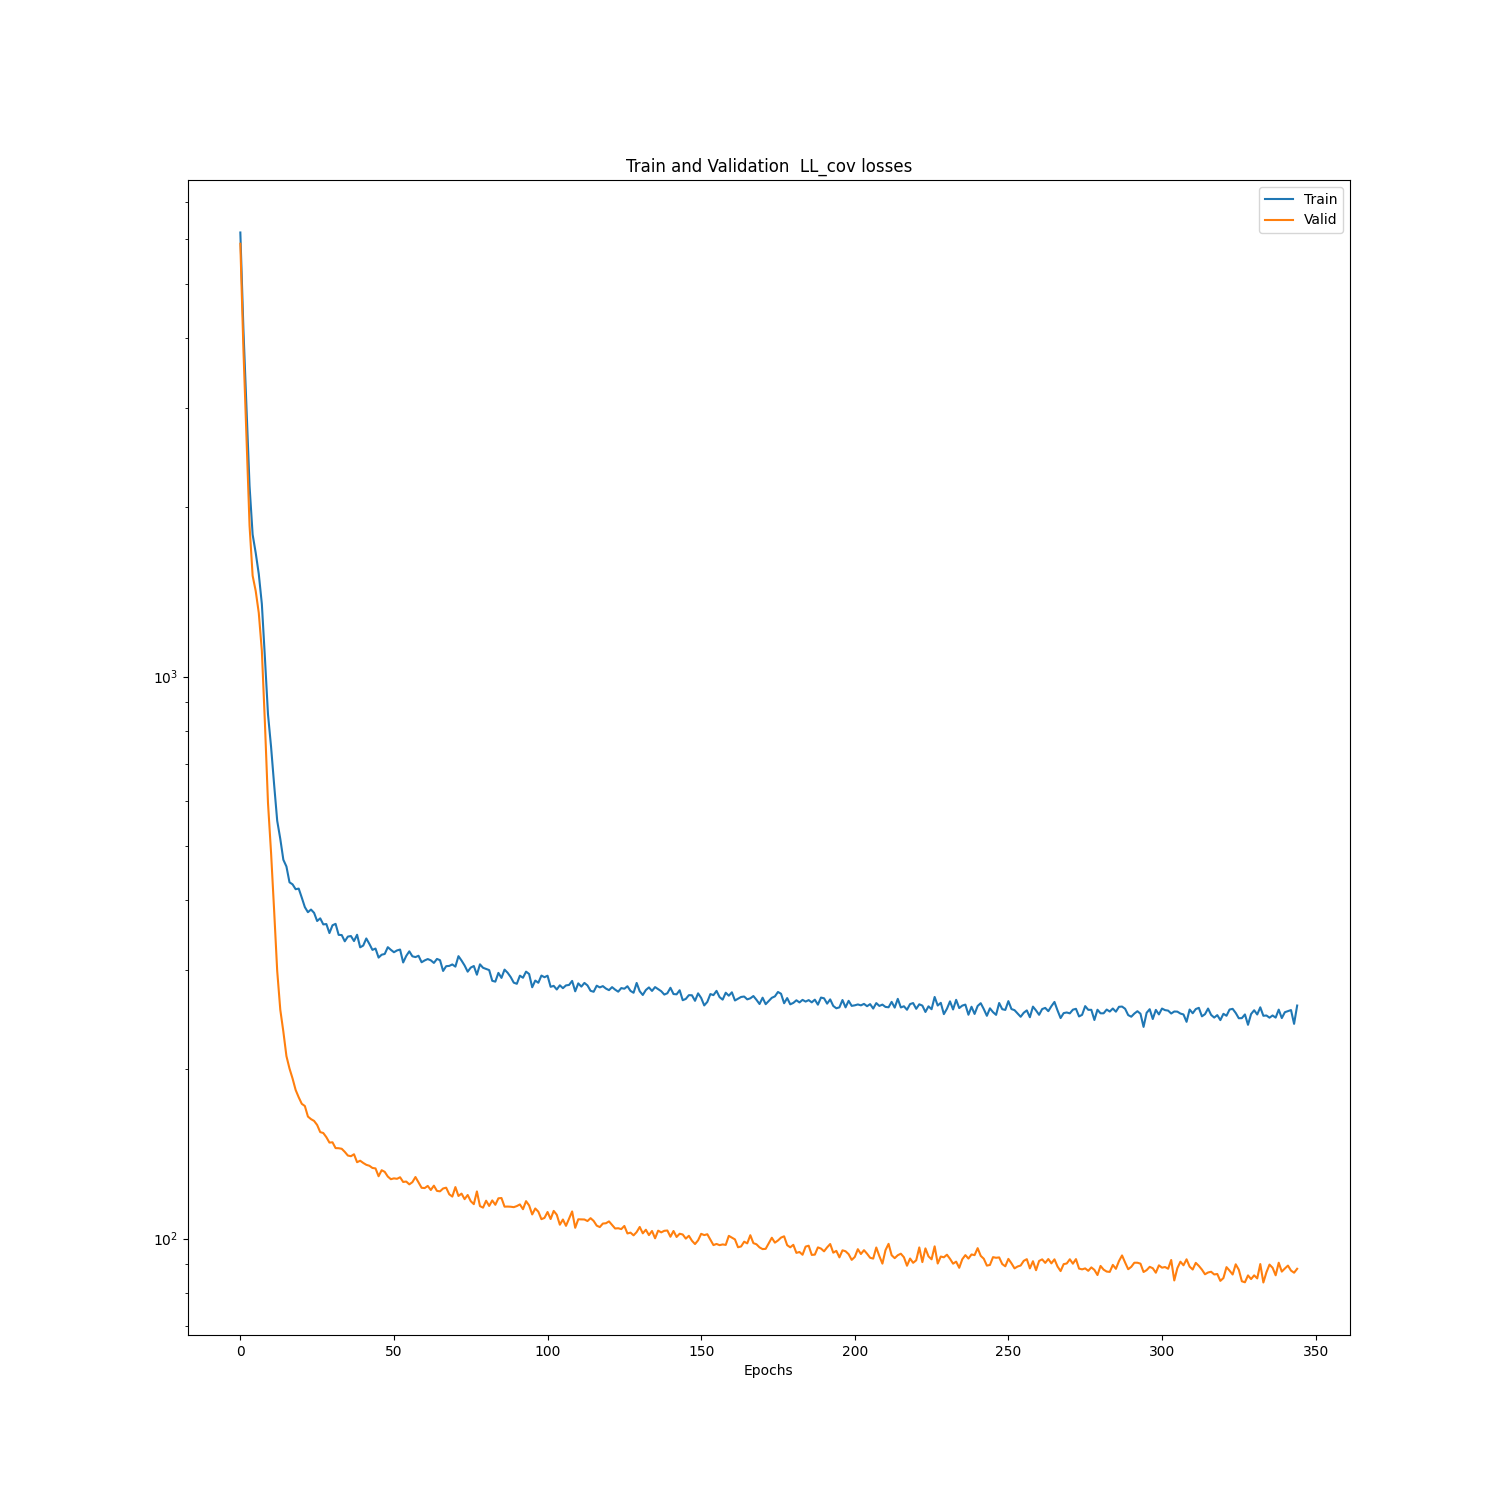 Train and Validation  LL_cov losses
Train
Valid
10³
10²
0 50 100 150 200 250 300 350
Epochs